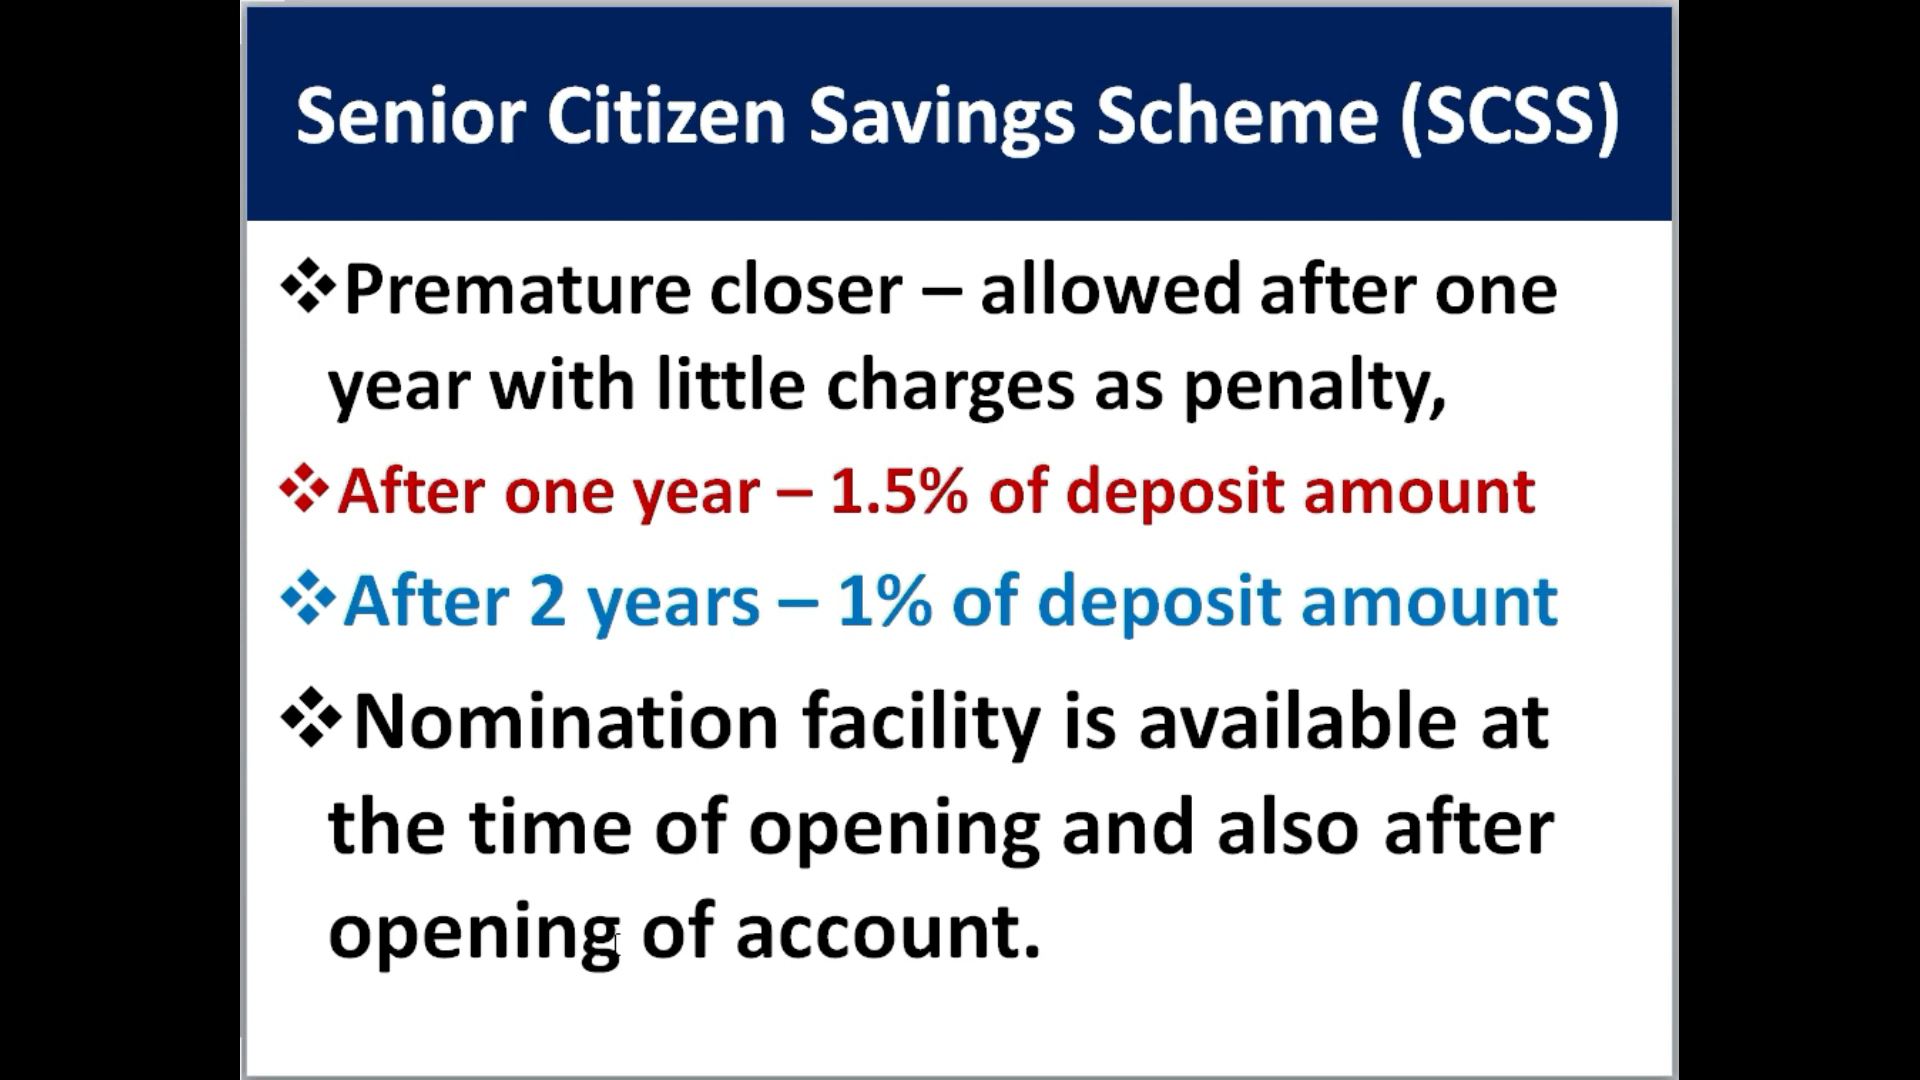 Senior Citizen Savings Scheme (SCSS)
❖Premature closer – allowed after one
year with little charges as penalty,
❖After one year – 1.5% of deposit amount
❖After 2 years – 1% of deposit amount
❖Nomination facility is available at
the time of opening and also after
opening of account.